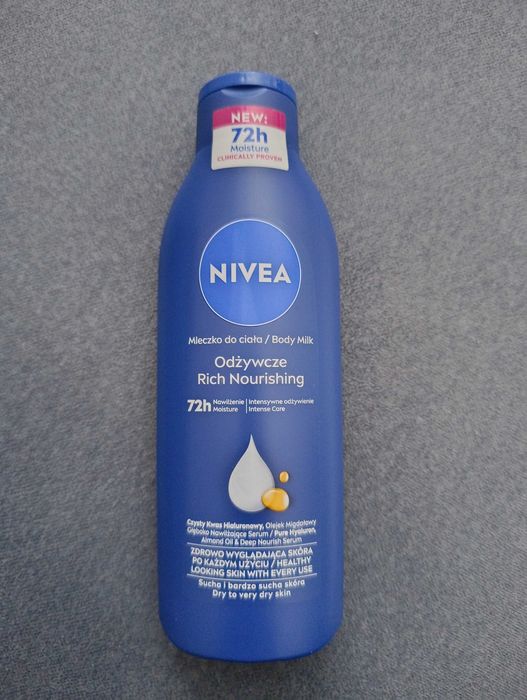 NEW:
72h
Moisture
CLINICALLY PROVEN
NIVEA
Mleczko do ciała / Body Milk
Odżywcze
Rich Nourishing
72h Nawilżenie | Intensywne odżywienie
Moisture | Intense Care
Czysty Kwas Hialuronowy, Olejek Migdałowy
Głęboko Nawilżające Serum / Pure Hyaluron,
Almond Oil & Deep Nourish Serum
ZDROWO WYGLĄDAJĄCA SKÓRA
PO KAŻDYM UŻYCIU / HEALTHY
LOOKING SKIN WITH EVERY USE
Sucha i bardzo sucha skóra
Dry to very dry skin